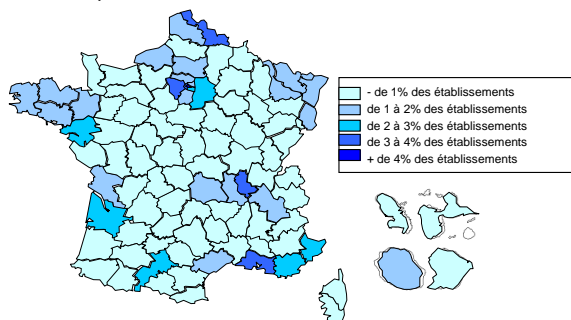 - de 1% des établissements
de 1 à 2% des établissements
de 2 à 3% des établissements
de 3 à 4% des établissements
+ de 4% des établissements